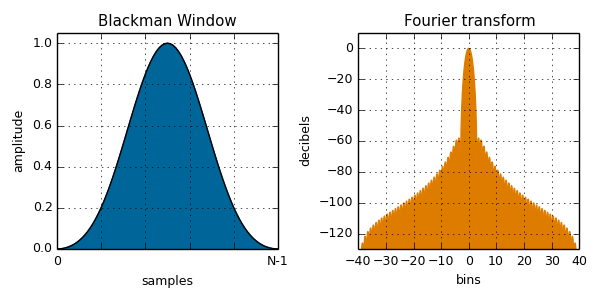 Blackman Window
1.0
0.8
0.6
0.4
0.2
0.0
amplitude
0
N-1
samples
Fourier transform
0
−20
−40
−60
−80
−100
−120
decibels
−40 −30 −20 −10 0 10 20 30 40
bins